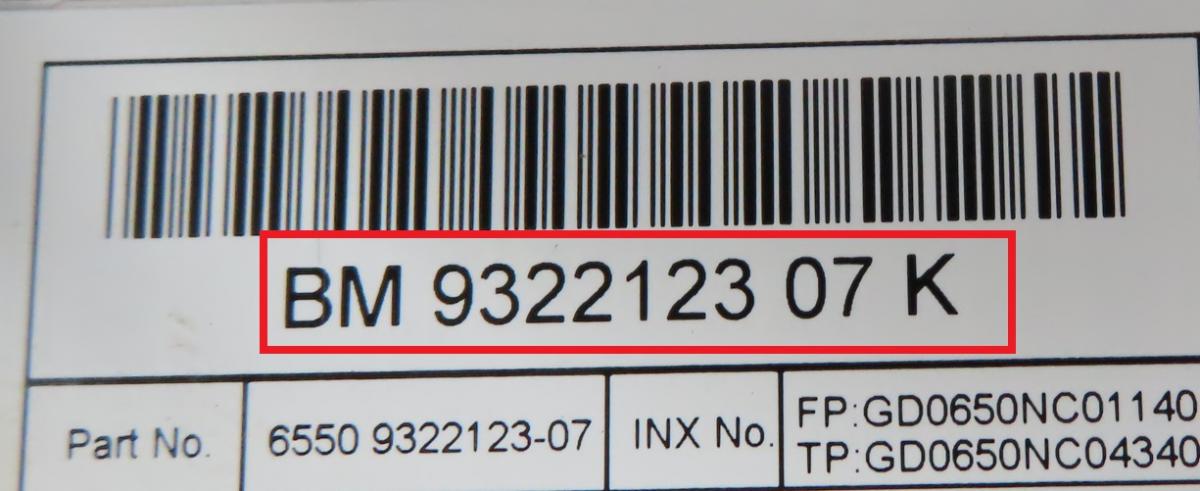 BM 9322123 07 K
Part No. 6550 9322123-07 INX No. FP:GD0650NC01140
TP:GD0650NC04340